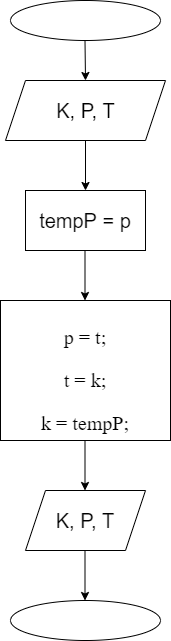 K, P, T
tempP = p
p = t;
t = k;
k = tempP;
K, P, T